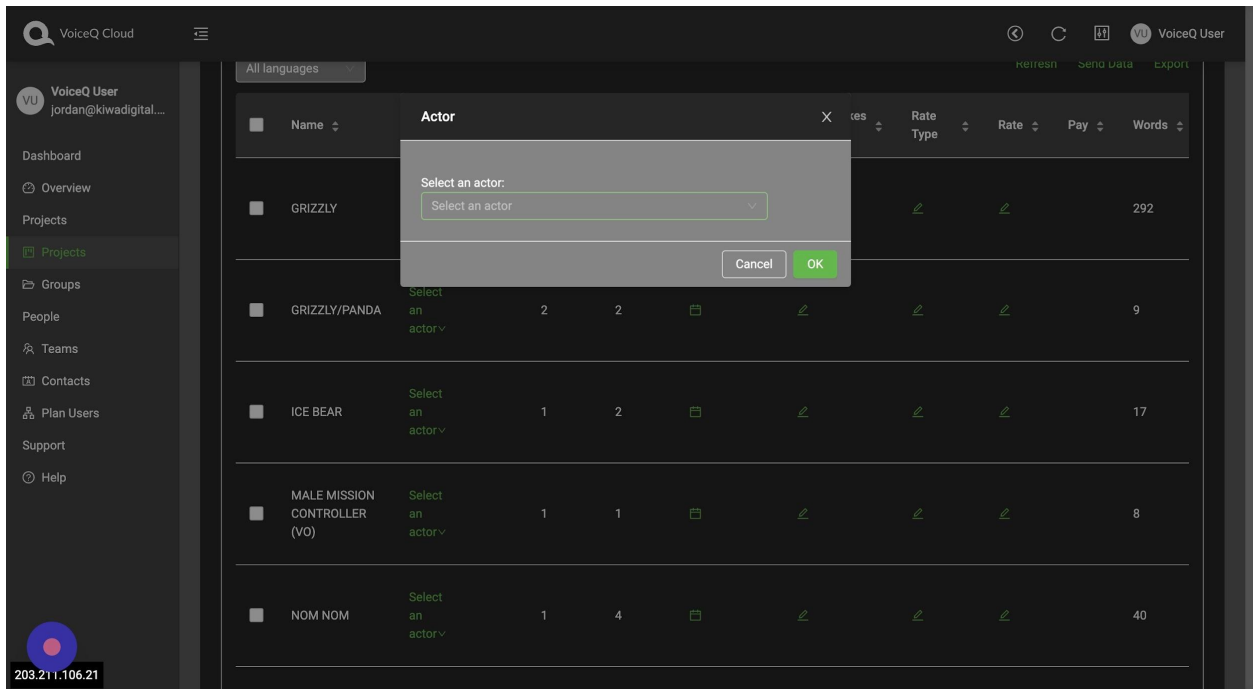 VoiceQ Cloud
VU VoiceQ User
VU
VoiceQ User
jordan@kiwadigital....
Dashboard
Overview
Projects
Projects
Groups
People
Teams
Contacts
Plan Users
Support
Help
203.211.106.21
All languages
Refresh Send Data Export
Name
Rate Type
Rate Pay Words
Actor
X
Select an actor:
Select an actor
Cancel OK
GRIZZLY 292
GRIZZLY/PANDA
Select
an
actor
2 2 9
ICE BEAR
Select
an
actor
1 2 17
MALE MISSION
CONTROLLER
(VO)
Select
an
actor
1 1 8
NOM NOM
Select
an
actor
1 4 40